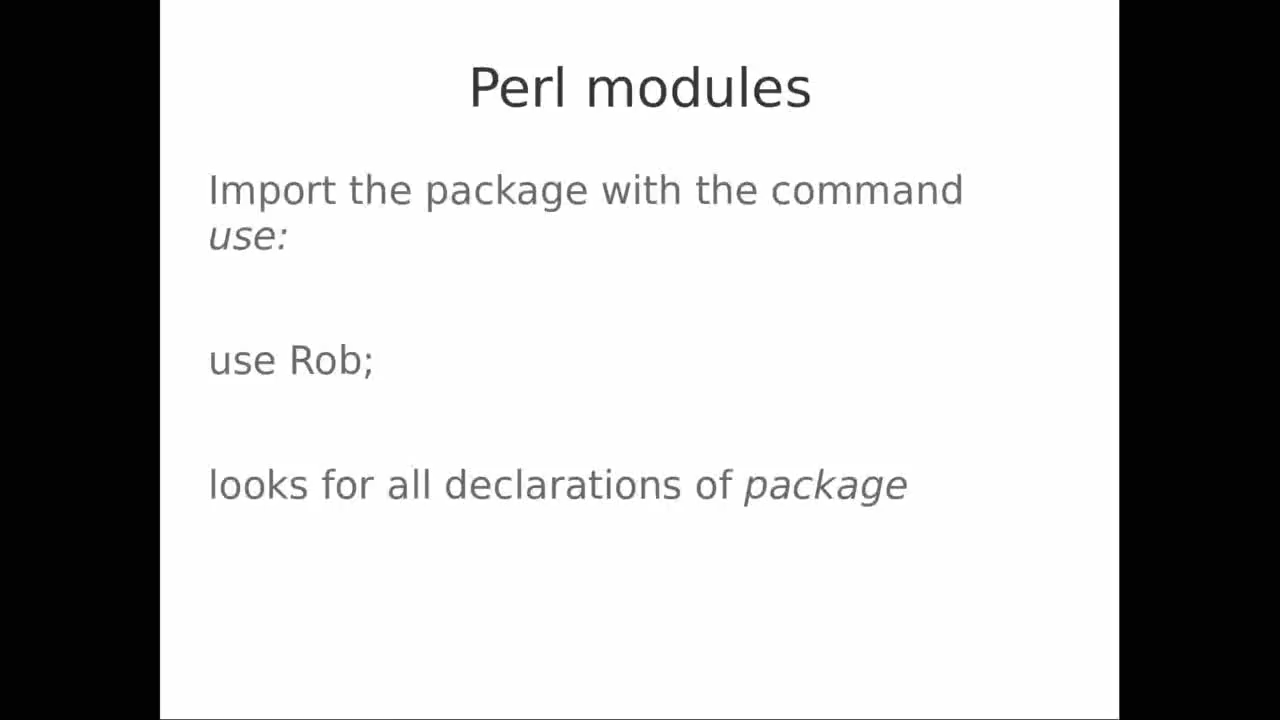 Perl modules
Import the package with the command
use:
use Rob;
looks for all declarations of package